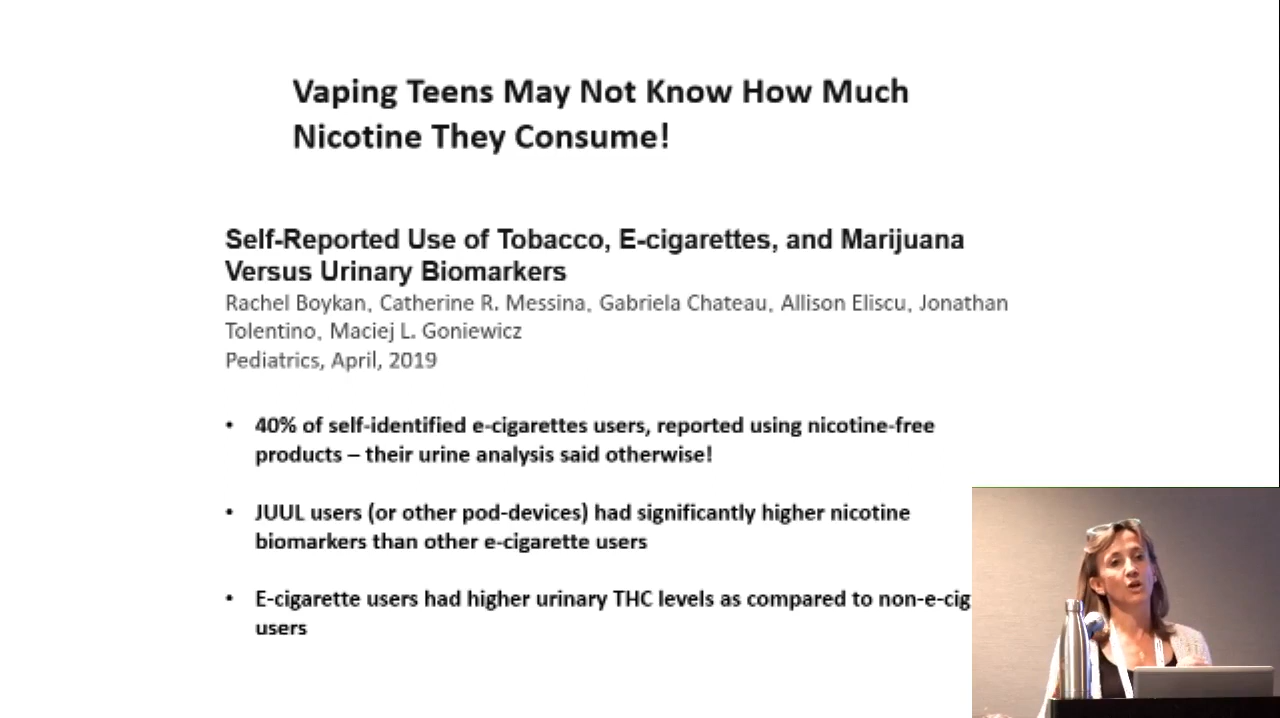 Vaping Teens May Not Know How Much
Nicotine They Consume!
Self-Reported Use of Tobacco, E-cigarettes, and Marijuana
Versus Urinary Biomarkers
Rachel Boykan, Catherine R. Messina, Gabriela Chateau, Allison Eliscu, Jonathan
Tolentino, Maciej L. Goniewicz
Pediatrics, April, 2019
• 40% of self-identified e-cigarettes users, reported using nicotine-free
products – their urine analysis said otherwise!
• JUUL users (or other pod-devices) had significantly higher nicotine
biomarkers than other e-cigarette users
• E-cigarette users had higher urinary THC levels as compared to non-e-cig
users